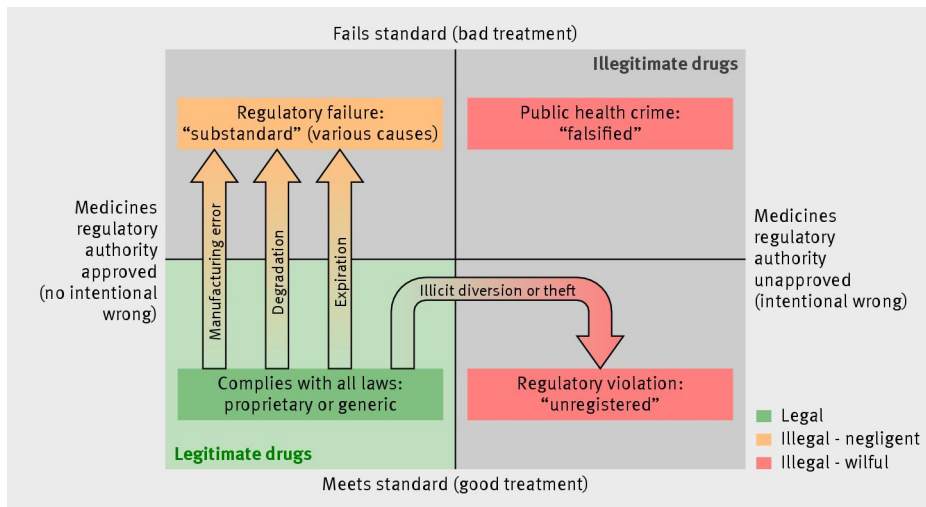 Fails standard (bad treatment)
Illegitimate drugs
Regulatory failure:
“substandard” (various causes)
Public health crime:
“falsified”
Medicines
regulatory
authority
approved
(no intentional
wrong)
Manufacturing error
Degradation
Expiration
Illicit diversion or theft
Medicines
regulatory
authority
unapproved
(intentional wrong)
Complies with all laws:
proprietary or generic
Regulatory violation:
“unregistered”
Legitimate drugs
Legal
Illegal - negligent
Illegal - wilful
Meets standard (good treatment)